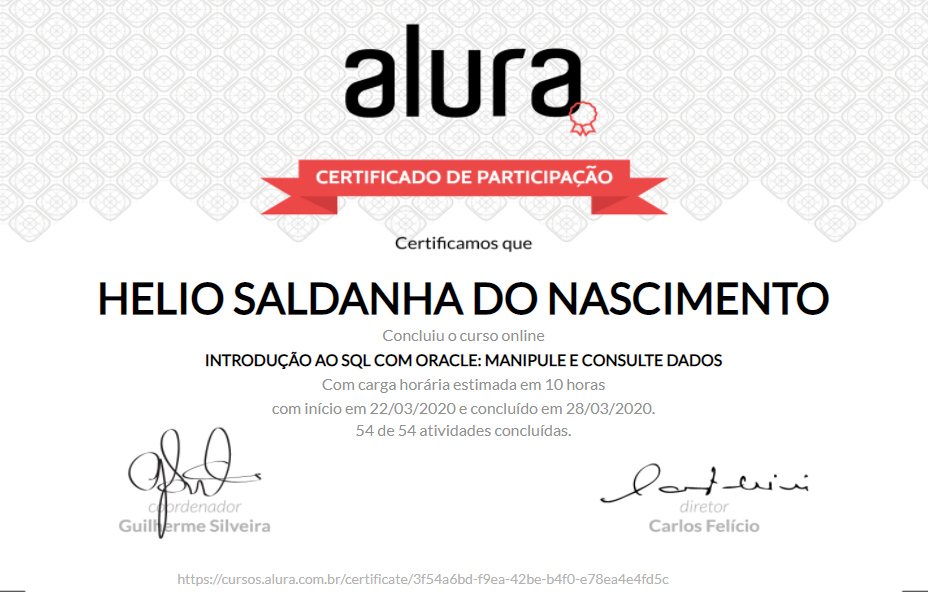 alura
CERTIFICADO DE PARTICIPAÇÃO
Certificamos que
HELIO SALDANHA DO NASCIMENTO
Concluiu o curso online
INTRODUÇÃO AO SQL COM ORACLE: MANIPULE E CONSULTE DADOS
Com carga horária estimada em 10 horas
com início em 22/03/2020 e concluído em 28/03/2020.
54 de 54 atividades concluídas.
coordenador
Guilherme Silveira
diretor
Carlos Felício
https://cursos.alura.com.br/certificate/3f54a6bd-f9ea-42be-b4f0-e78ea4e4fd5c